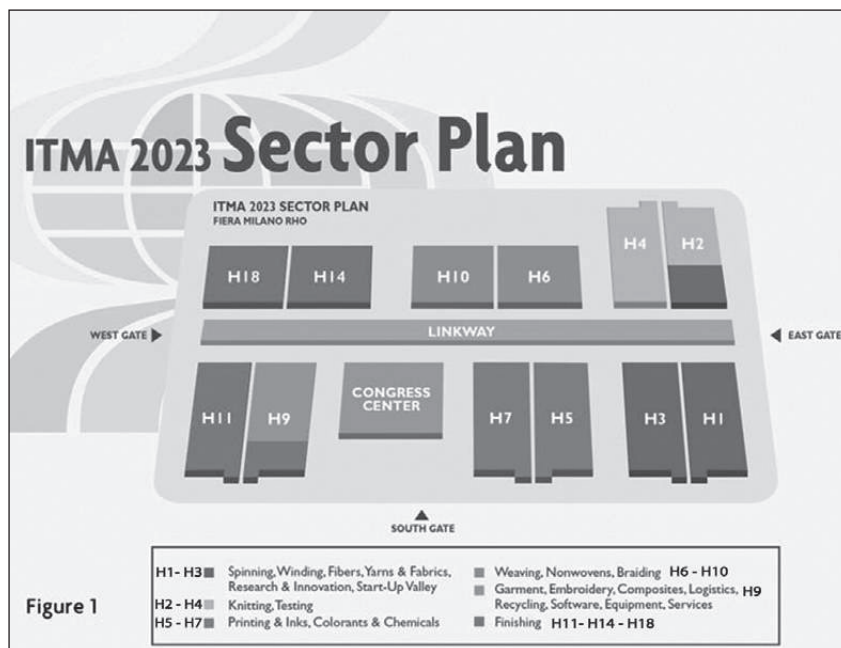 ITMA 2023 Sector Plan
ITMA 2023 SECTOR PLAN
FIERA MILANO RHO
H18 H14 H10 H6 H4 H2
WEST GATE LINKWAY EAST GATE
H11 H9 CONGRESS CENTER H7 H5 H3 H1
SOUTH GATE
H1- H3 Spinning, Winding, Fibers, Yarns & Fabrics,
Research & Innovation, Start-Up Valley
H2 - H4 Knitting, Testing
H5 - H7 Printing & Inks, Colorants & Chemicals
Weaving, Nonwovens, Braiding H6 - H10
Garment, Embroidery, Composites, Logistics, H9
Recycling, Software, Equipment, Services
Finishing H11- H14 - H18
Figure 1